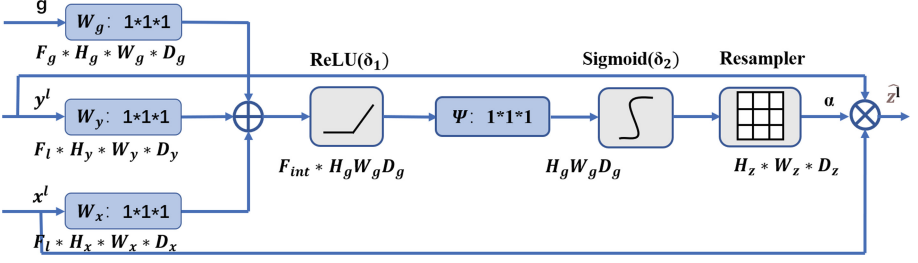 g
W_g: 1*1*1
F_g * H_g * W_g * D_g
ReLU(δ_1)
Sigmoid(δ_2)
Resampler
y^l
W_y: 1*1*1
Ψ: 1*1*1
α
ẑ^l
F_l * H_y * W_y * D_y
F_int * H_gW_gD_g
H_gW_gD_g
H_z * W_z * D_z
x^l
W_x: 1*1*1
F_l * H_x * W_x * D_x